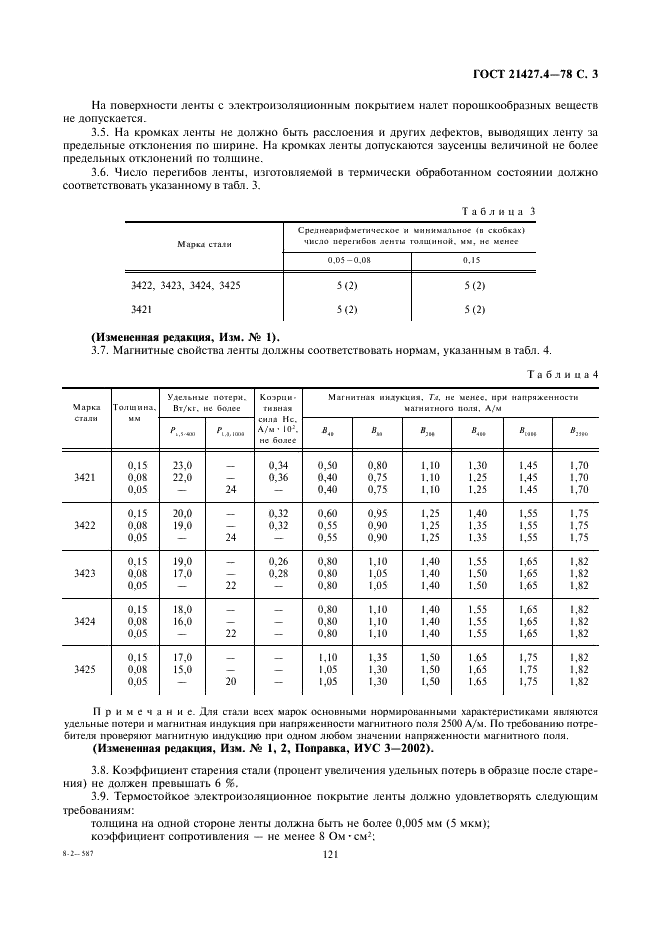 ГОСТ 21427.4—78 С. 3
На поверхности ленты с электроизоляционным покрытием налет порошкообразных веществ
не допускается.
3.5. На кромках ленты не должно быть расслоения и других дефектов, выводящих ленту за
предельные отклонения по ширине. На кромках ленты допускаются заусенцы величиной не более
предельных отклонений по толщине.
3.6. Число перегибов ленты, изготовляемой в термически обработанном состоянии должно
соответствовать указанному в табл. 3.
Таблица 3
Марка стали
Среднеарифметическое и минимальное (в скобках)
число перегибов ленты толщиной, мм, не менее
0,05—0,08 0,15
3422, 3423, 3424, 3425 5 (2) 5 (2)
3421 5 (2) 5 (2)
(Измененная редакция, Изм. № 1).
3.7. Магнитные свойства ленты должны соответствовать нормам, указанным в табл. 4.
Таблица 4
Марка
стали
Толщина,
мм
Удельные потери,
Вт/кг, не более
P1,5/400 P1,0/1000
Коэрци-
тивная
сила Нс,
А/м · 10²,
не более
Магнитная индукция, Тл, не менее, при напряженности
магнитного поля, А/м
B40 B80 B200 B400 B1000 B2500
0,15 23,0 — 0,34 0,50 0,80 1,10 1,30 1,45 1,70
3421 0,08 22,0 — 0,36 0,40 0,75 1,10 1,25 1,45 1,70
0,05 — 24 — 0,40 0,75 1,10 1,25 1,45 1,70
0,15 20,0 — 0,32 0,60 0,95 1,25 1,40 1,55 1,75
3422 0,08 19,0 — 0,32 0,55 0,90 1,25 1,35 1,55 1,75
0,05 — 24 — 0,55 0,90 1,25 1,35 1,55 1,75
0,15 19,0 — 0,26 0,80 1,10 1,40 1,55 1,65 1,82
3423 0,08 17,0 — 0,28 0,80 1,05 1,40 1,50 1,65 1,82
0,05 — 22 — 0,80 1,05 1,40 1,50 1,65 1,82
0,15 18,0 — — 0,80 1,10 1,40 1,55 1,65 1,82
3424 0,08 16,0 — — 0,80 1,10 1,40 1,55 1,65 1,82
0,05 — 22 — 0,80 1,10 1,40 1,55 1,65 1,82
0,15 17,0 — — 1,10 1,35 1,50 1,65 1,75 1,82
3425 0,08 15,0 — — 1,05 1,30 1,50 1,65 1,75 1,82
0,05 — 20 — 1,05 1,30 1,50 1,65 1,75 1,82
Примечание. Для стали всех марок основными нормированными характеристиками являются
удельные потери и магнитная индукция при напряженности магнитного поля 2500 А/м. По требованию потре-
бителя проверяют магнитную индукцию при одном любом значении напряженности магнитного поля.
(Измененная редакция, Изм. № 1, 2, Поправка, ИУС 3—2002).
3.8. Коэффициент старения стали (процент увеличения удельных потерь в образце после старе-
ния) не должен превышать 6 %.
3.9. Термостойкое электроизоляционное покрытие ленты должно удовлетворять следующим
требованиям:
толщина на одной стороне ленты должна быть не более 0,005 мм (5 мкм);
коэффициент сопротивления — не менее 8 Ом · см²;
8-2—587
121